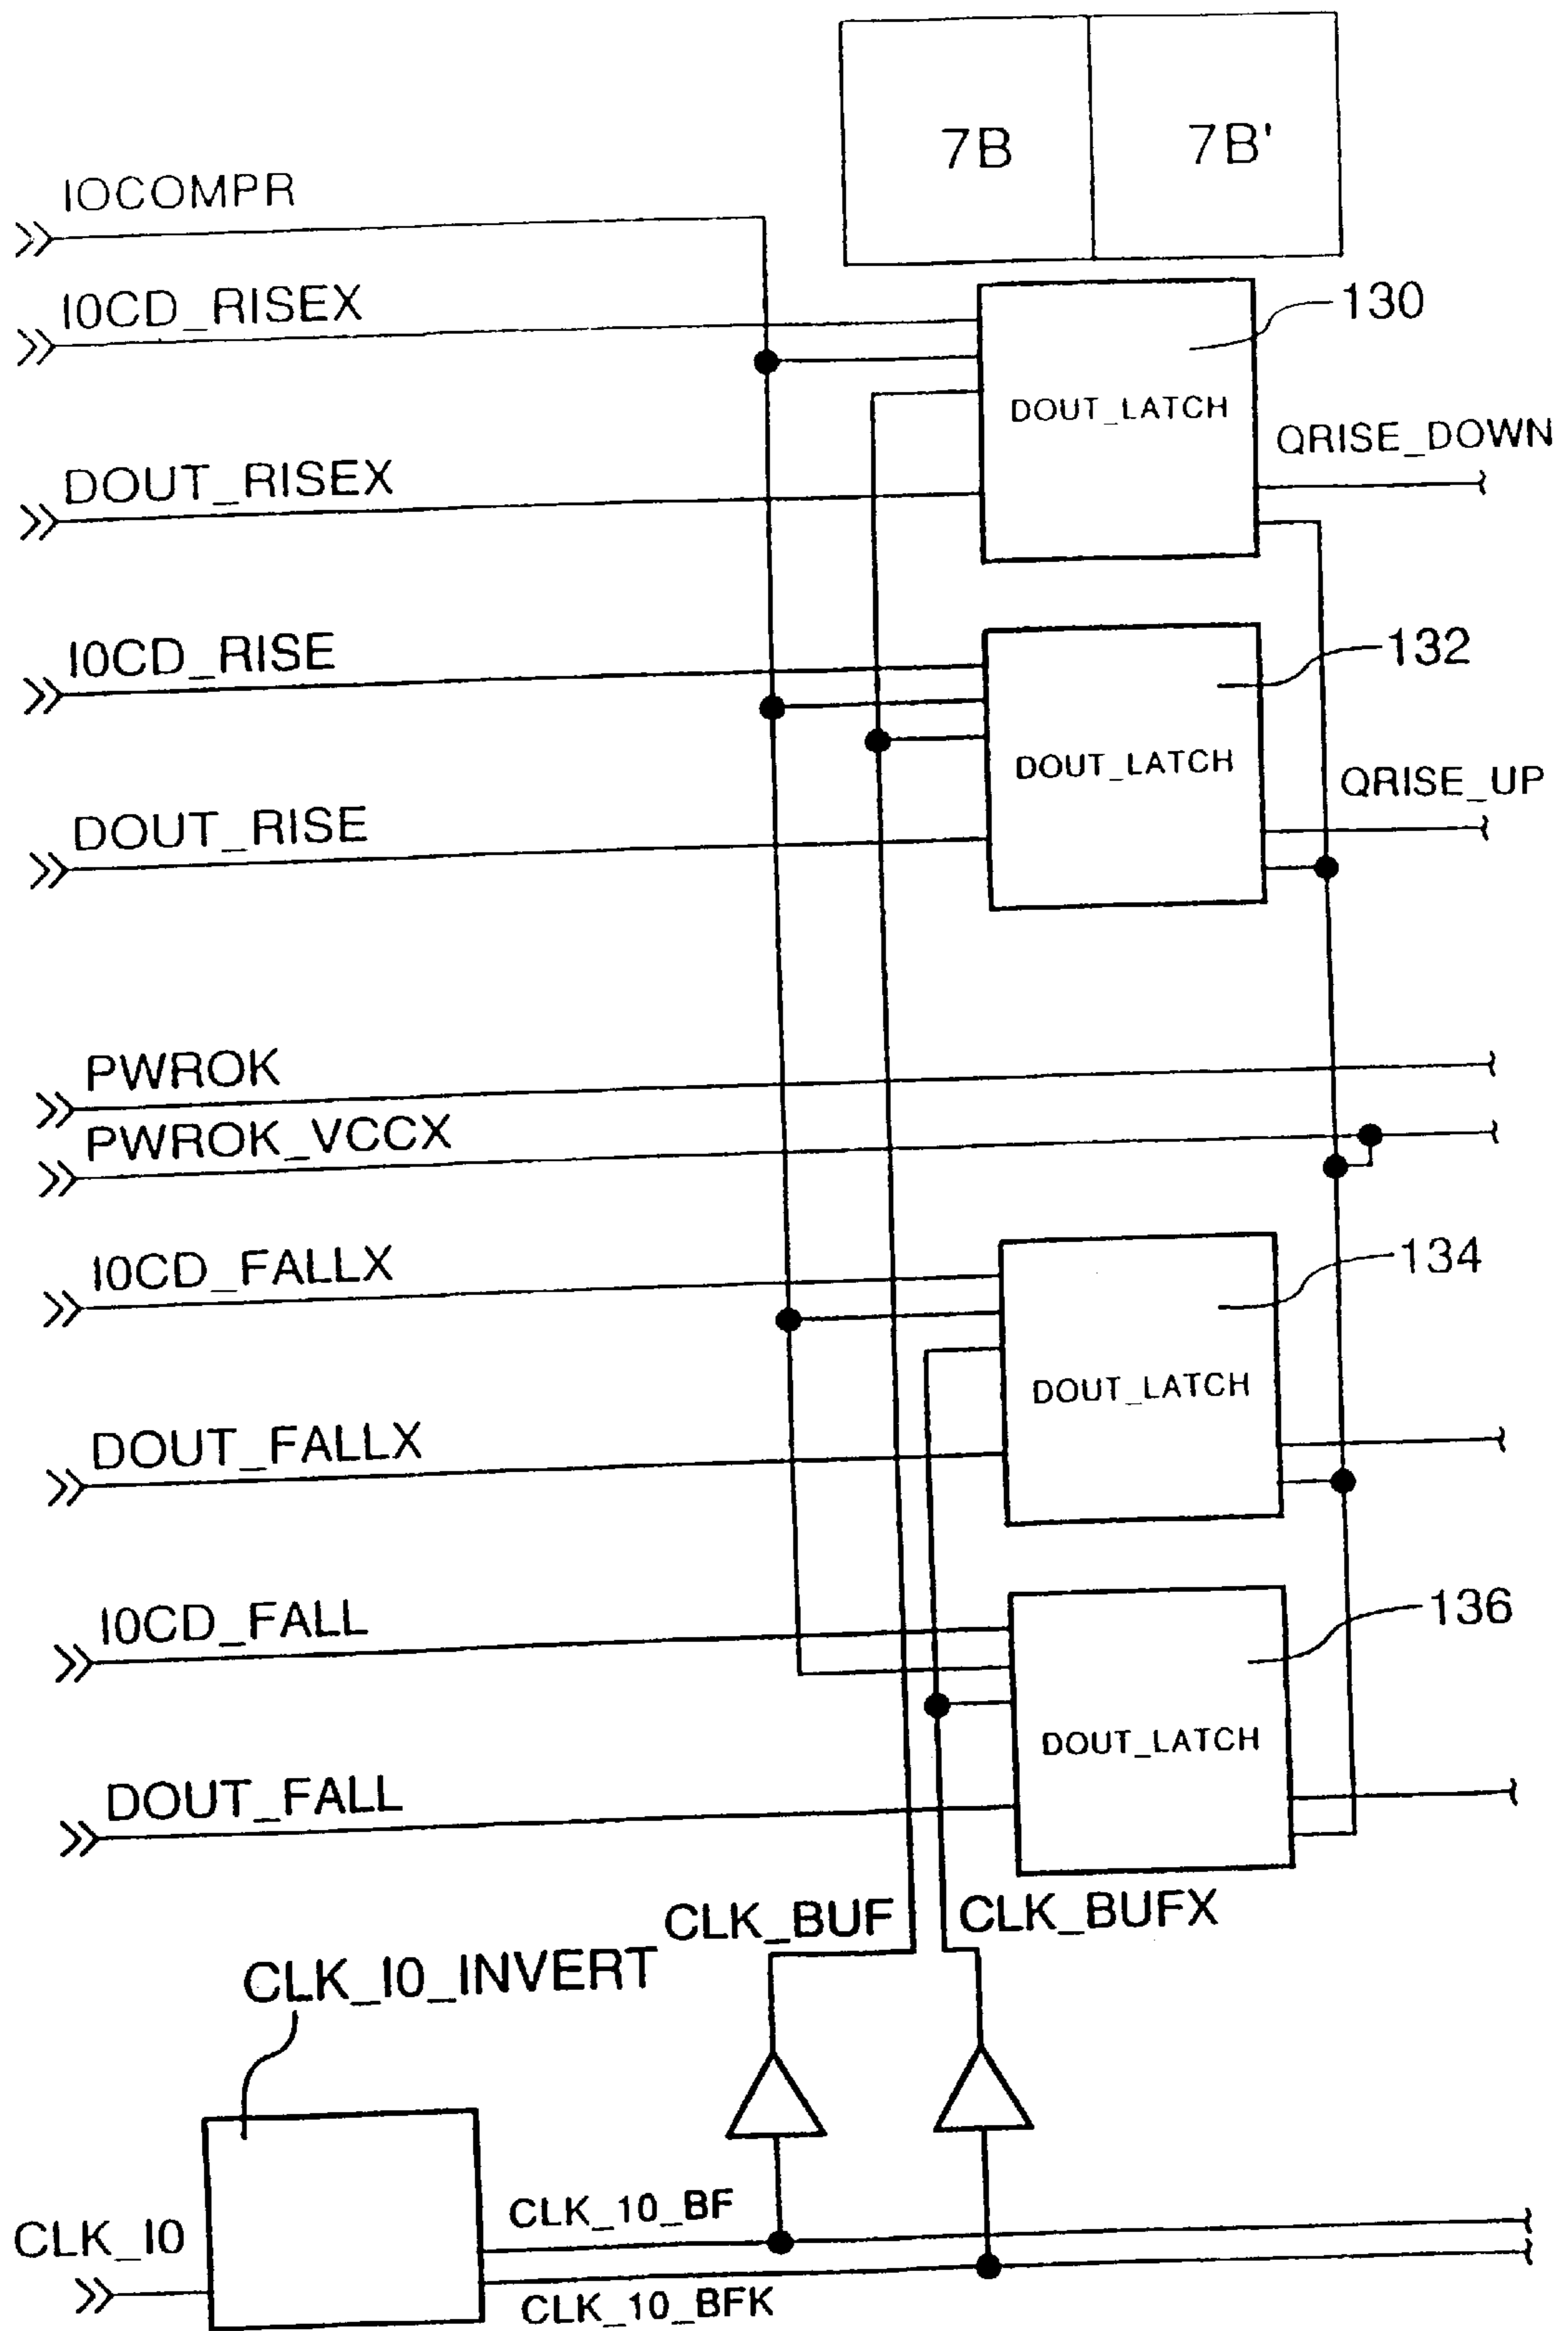 7B 7B'
IOCOMPR
I0CD_RISEX
130
DOUT_LATCH
QRISE_DOWN
DOUT_RISEX
I0CD_RISE
132
DOUT_LATCH
QRISE_UP
DOUT_RISE
PWROK
PWROK_VCCX
I0CD_FALLX
134
DOUT_LATCH
DOUT_FALLX
I0CD_FALL
136
DOUT_LATCH
DOUT_FALL
CLK_BUF CLK_BUFX
CLK_I0_INVERT
CLK_10_BF
CLK_I0
CLK_10_BFK